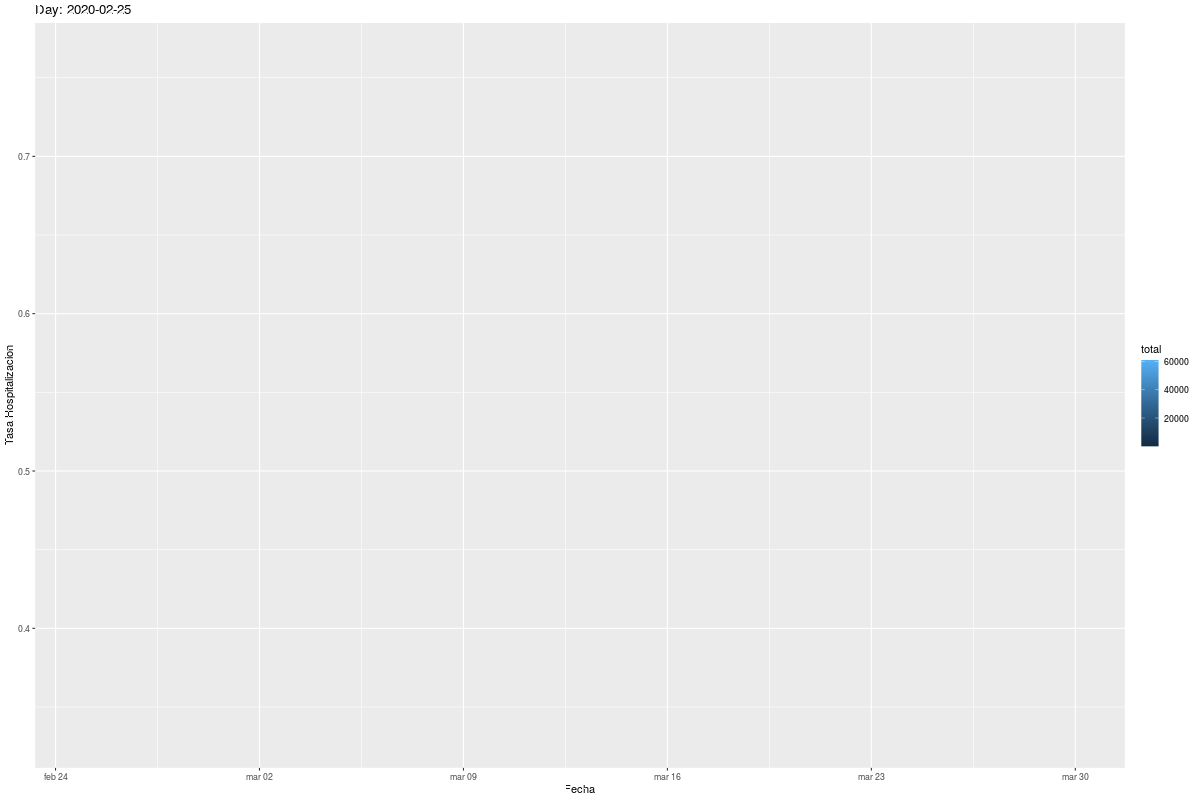 Day: 2020-02-25
0.7
0.6
0.5
0.4
Tasa Hospitalizacion
feb 24
mar 02
mar 09
mar 16
mar 23
mar 30
Fecha
total
60000
40000
20000